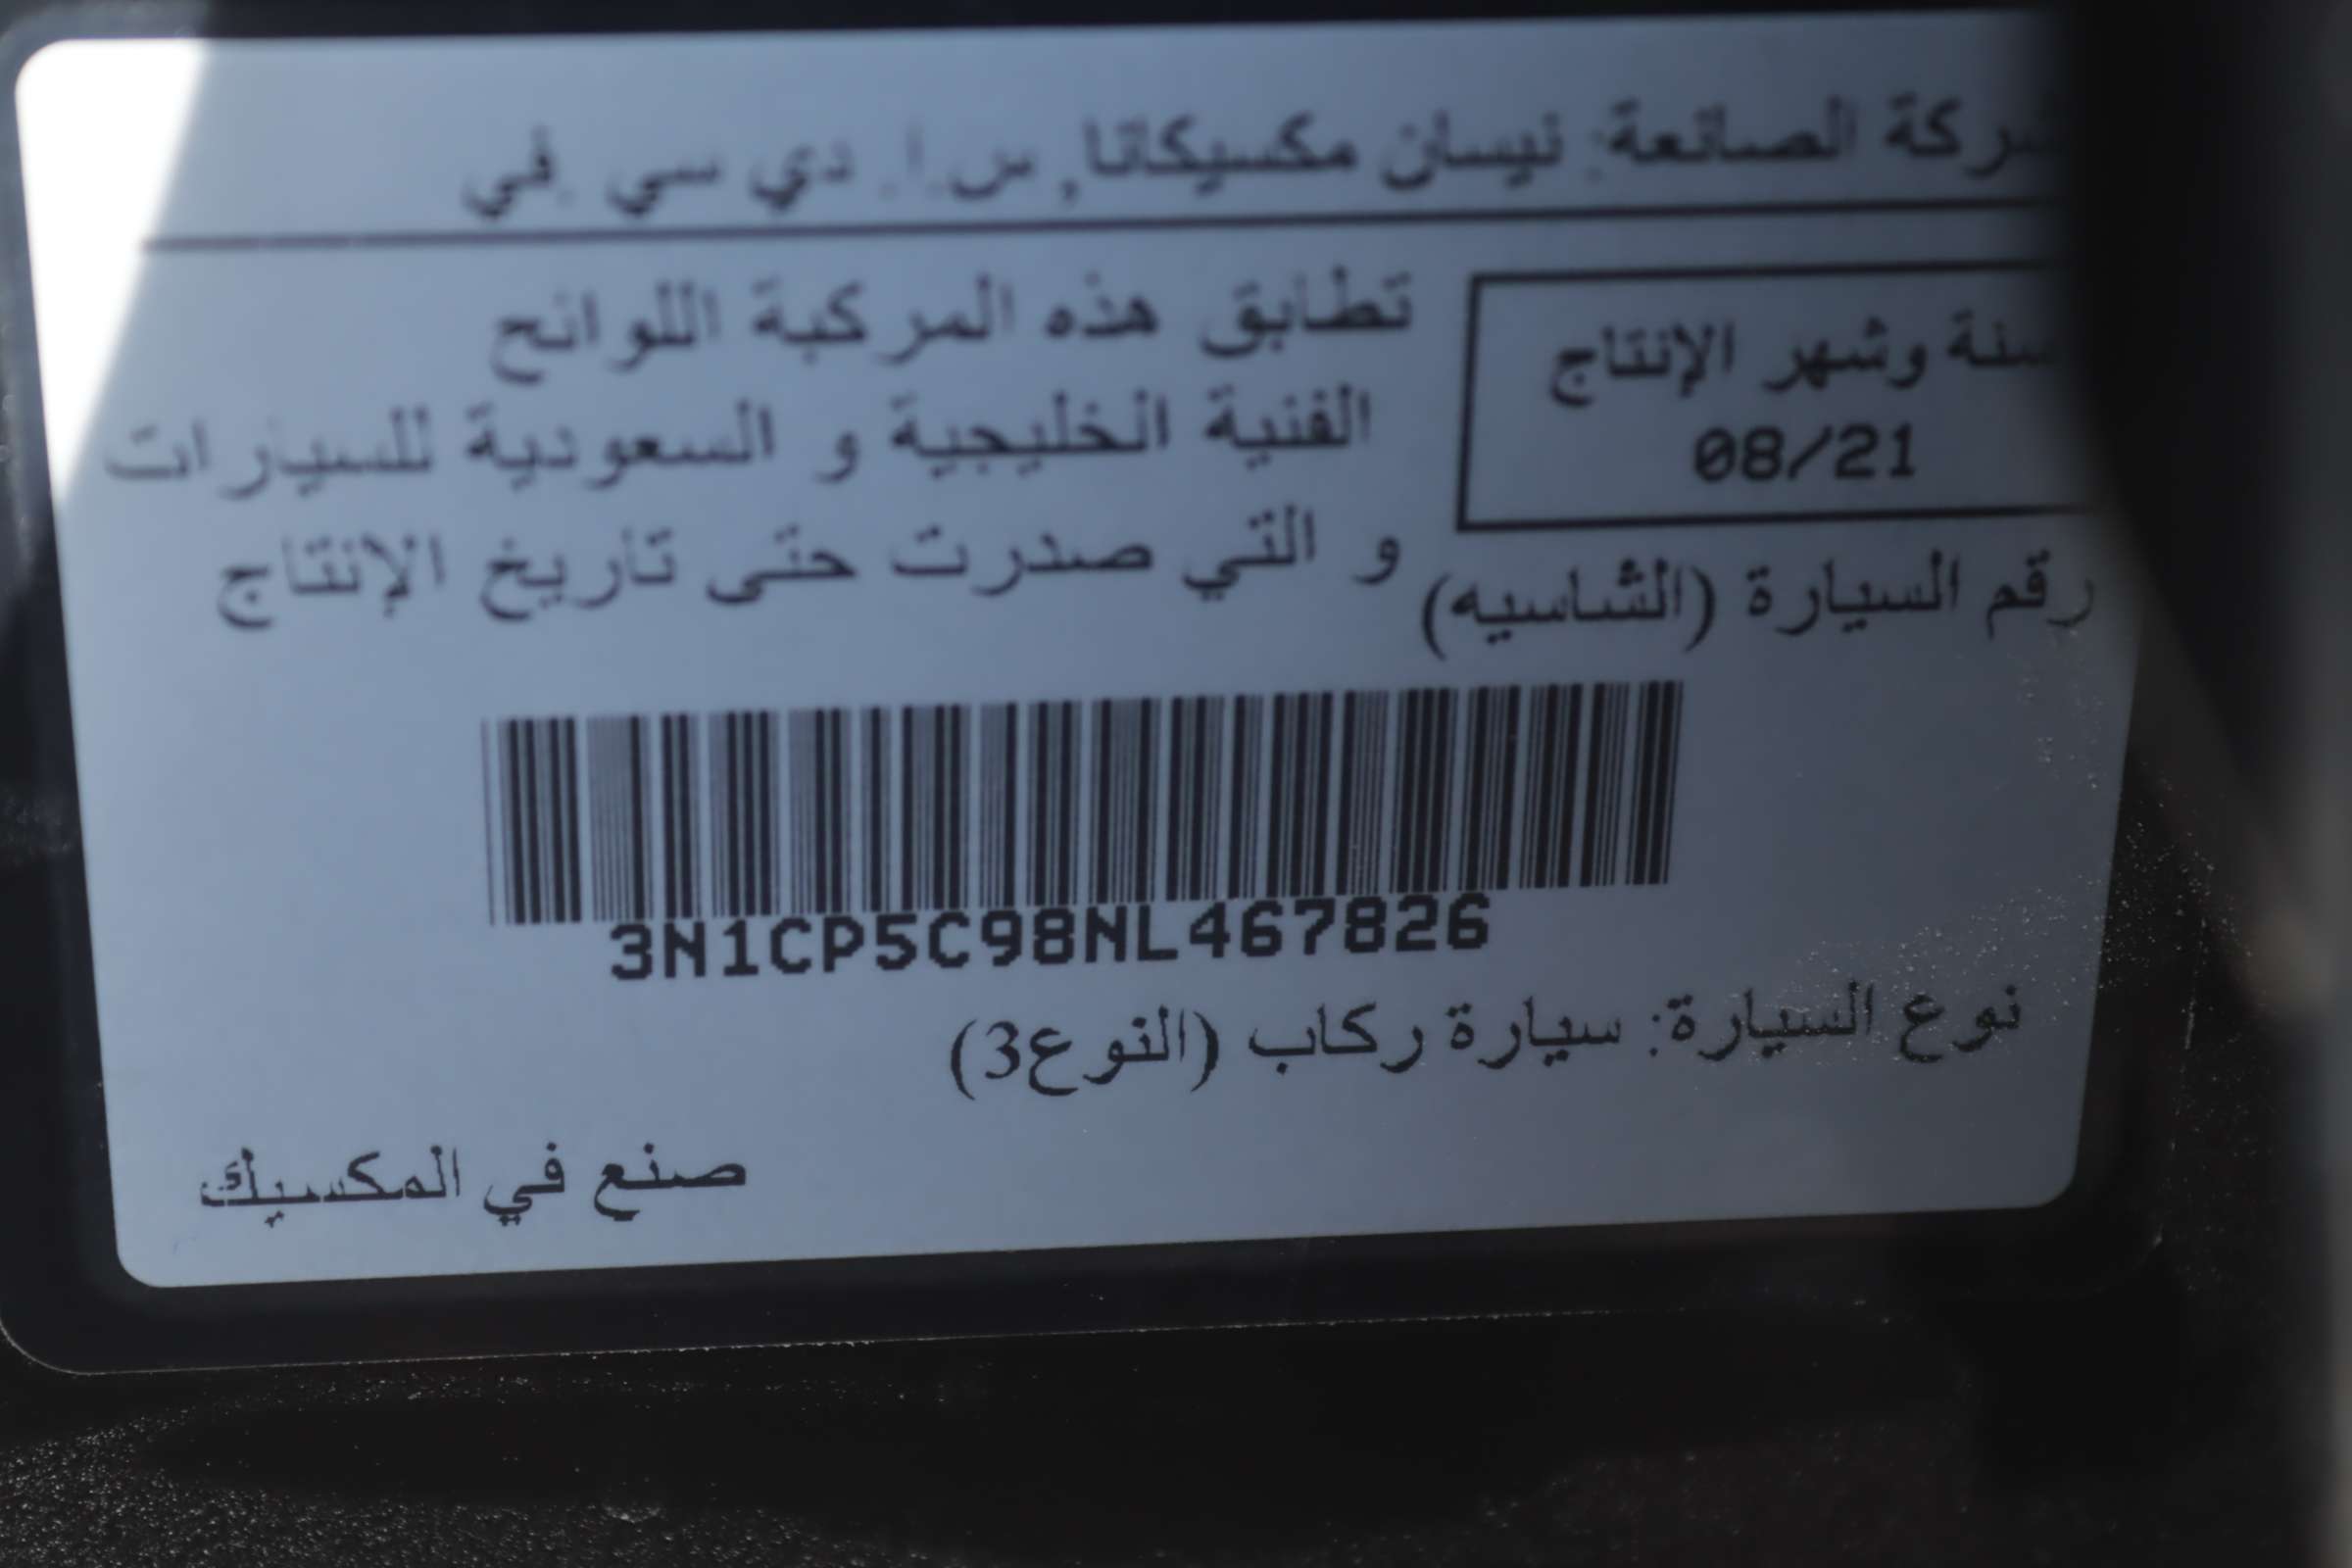 شركة الصانعة: نيسان مكسيكانا, س.ا. دي سي .في
تطابق هذه المركبة اللوائح
الفنية الخليجية و السعودية للسيارات
و التي صدرت حتى تاريخ الإنتاج
سنة وشهر الإنتاج
08/21
رقم السيارة (الشاسيه)
3N1CP5C98NL467826
نوع السيارة: سيارة ركاب (النوع3)
صنع في المكسيك